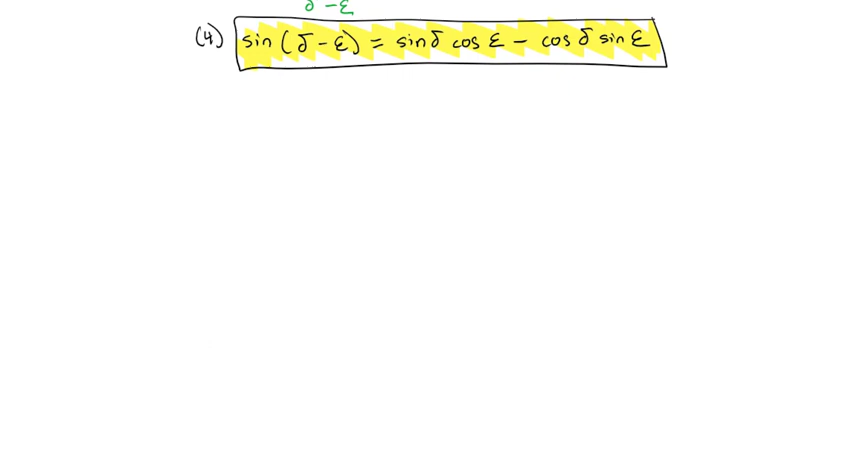 δ - ε
(4) sin (δ - ε) = sin δ cos ε - cos δ sin ε